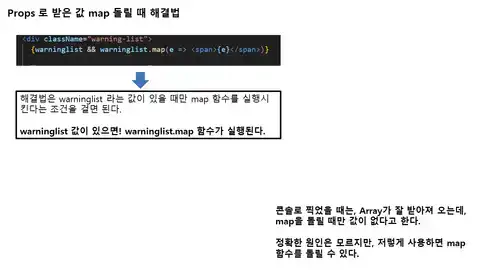 Props 로 받은 값 map 돌릴 때 해결법
<div className="warning-list">
{warninglist && warninglist.map(e => <span>{e}</span>)}
해결법은 warninglist 라는 값이 있을 때만 map 함수를 실행시
킨다는 조건을 걸면 된다.
warninglist 값이 있으면! warninglist.map 함수가 실행된다.
콘솔로 찍었을 때는, Array가 잘 받아져 오는데,
map을 돌릴 때만 값이 없다고 한다.
정확한 원인은 모르지만, 저렇게 사용하면 map
함수를 돌릴 수 있다.